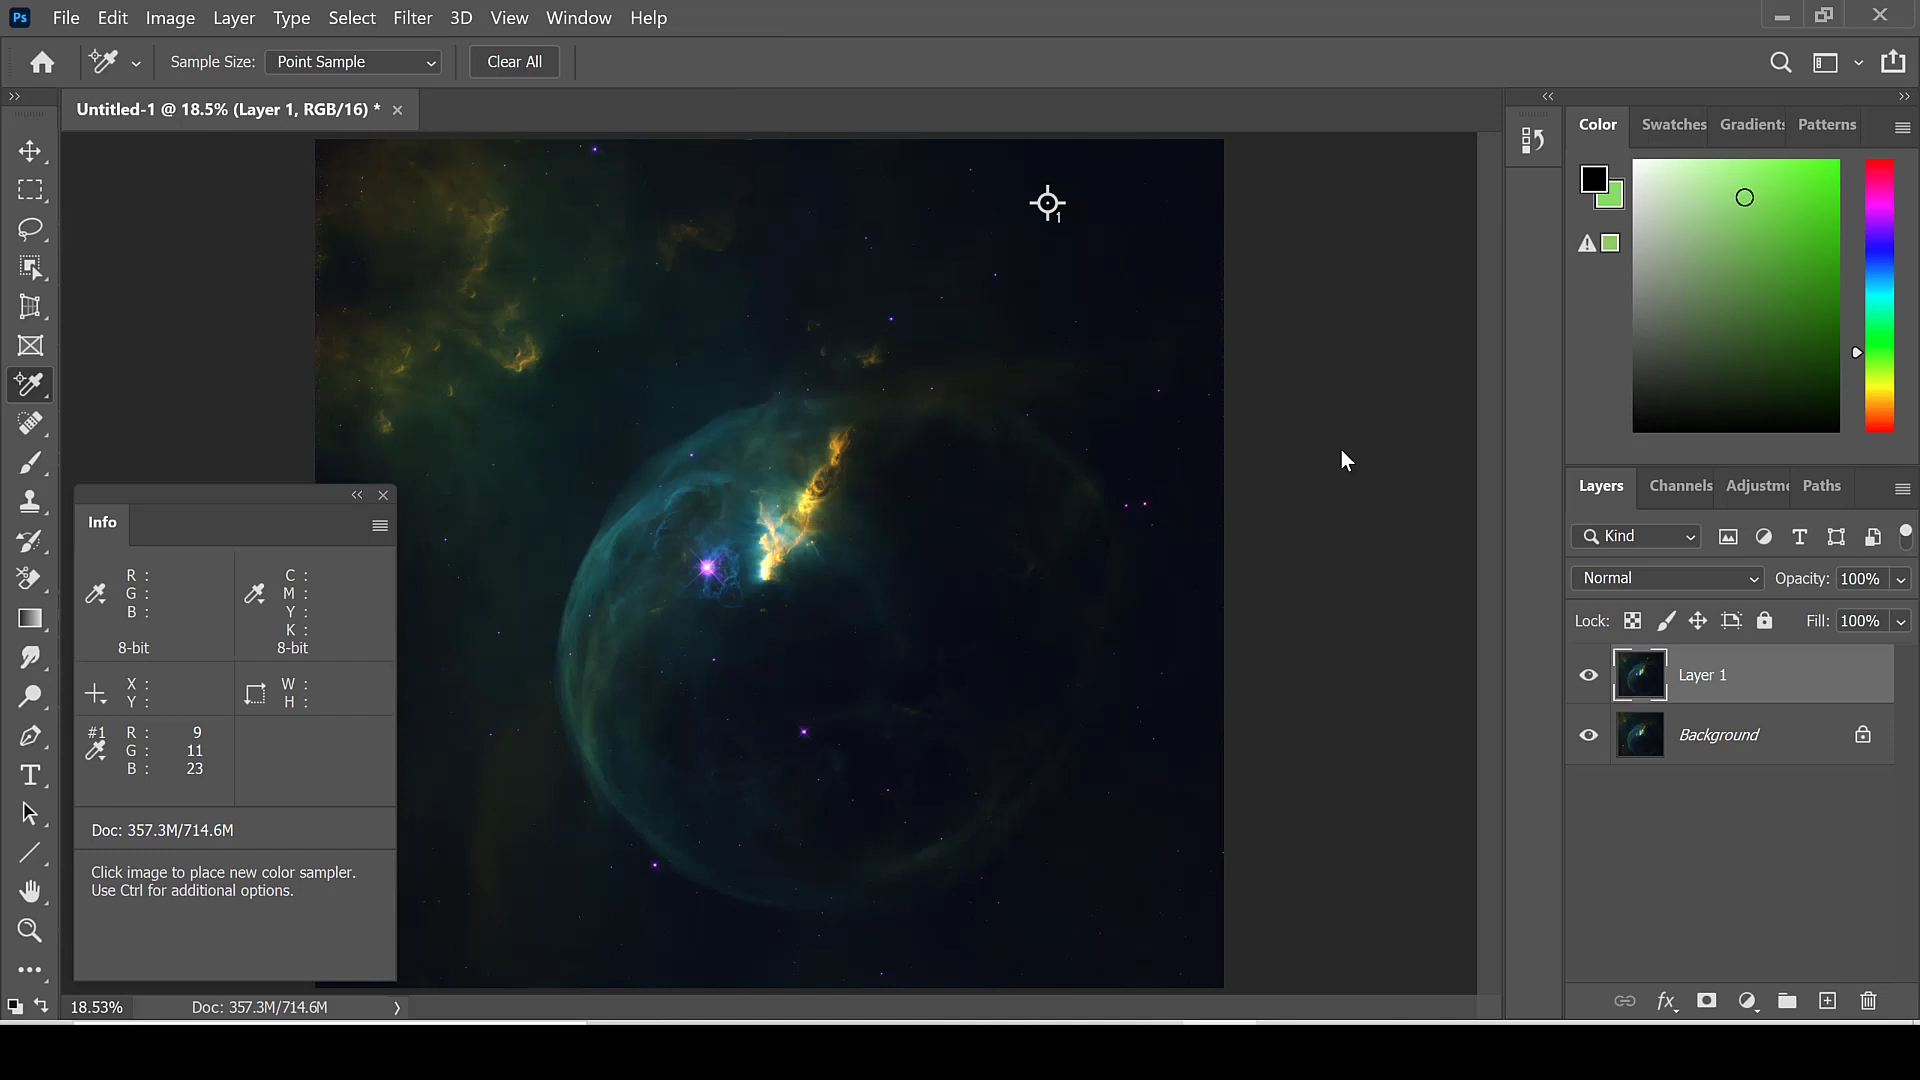 Ps File Edit Image Layer Type Select Filter 3D View Window Help
Sample Size: Point Sample Clear All
Untitled-1 @ 18.5% (Layer 1, RGB/16) *
Color Swatches Gradients Patterns
1
Layers Channels Adjustme Paths
Kind
Normal Opacity: 100%
Lock: Fill: 100%
Layer 1
Background
Info
R : C :
G : M :
B : Y :
K :
8-bit 8-bit
X : W :
Y : H :
#1 R : 9
G : 11
B : 23
Doc: 357.3M/714.6M
Click image to place new color sampler.
Use Ctrl for additional options.
fx
18.53% Doc: 357.3M/714.6M